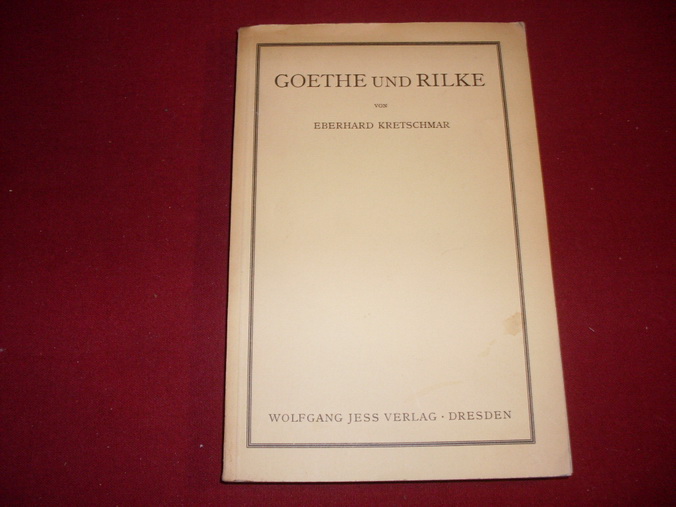 GOETHE UND RILKE
VON
EBERHARD KRETSCHMAR
WOLFGANG JESS VERLAG · DRESDEN